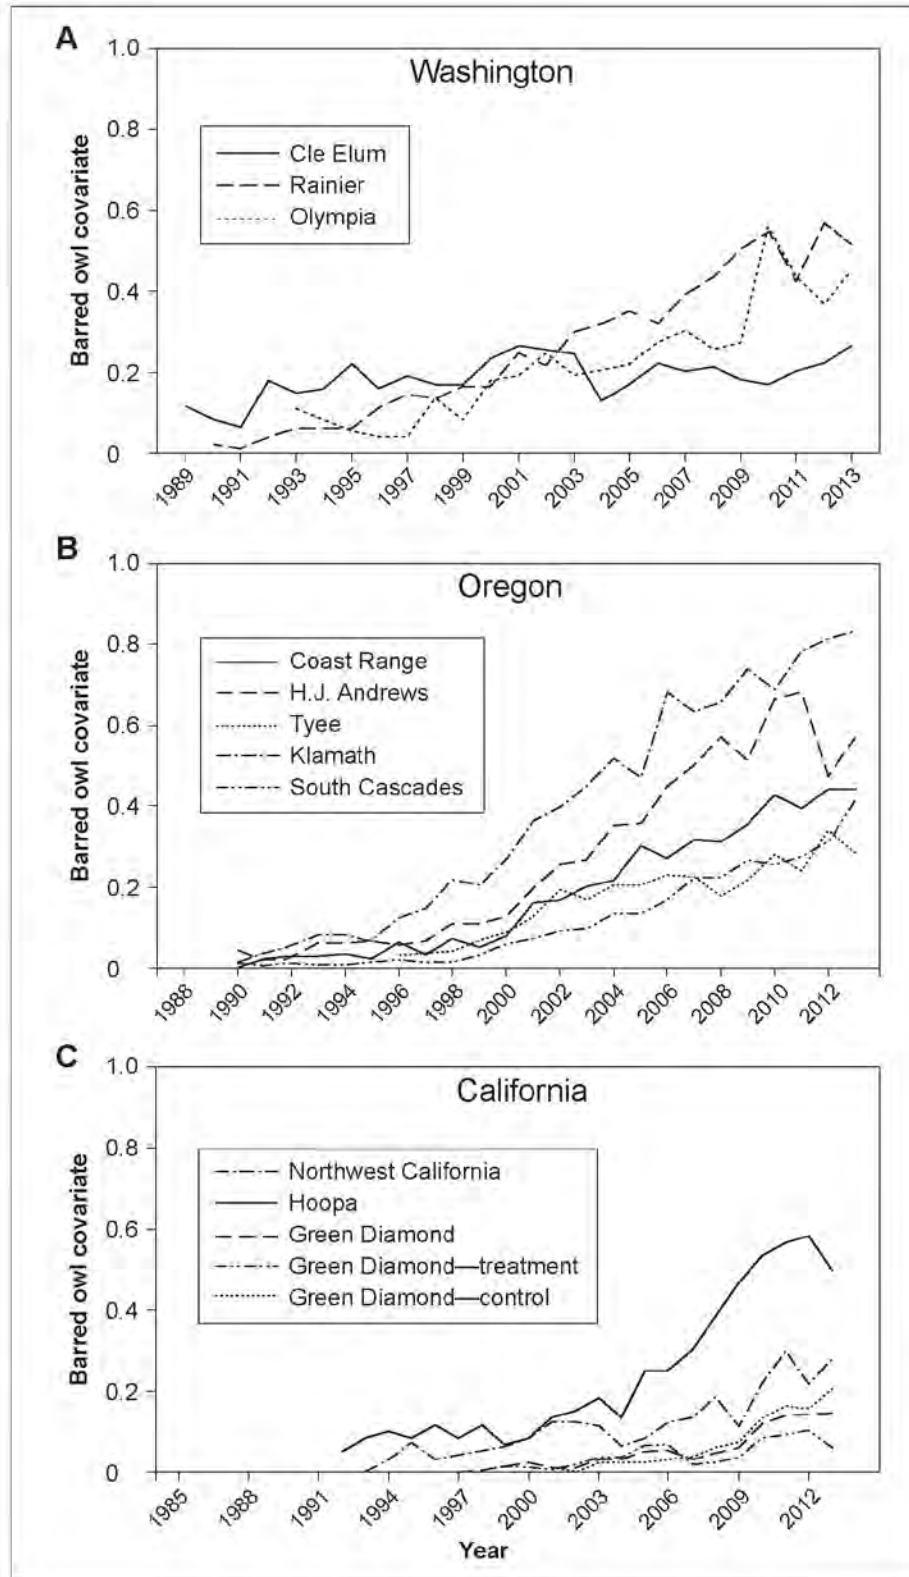 A
Washington
1.0
0.8
0.6
0.4
0.2
0
Barred owl covariate
Cle Elum
Rainier
Olympia
1989
1991
1993
1995
1997
1999
2001
2003
2005
2007
2009
2011
2013
B
Oregon
1.0
0.8
0.6
0.4
0.2
0
Barred owl covariate
Coast Range
H.J. Andrews
Tyee
Klamath
South Cascades
1988
1990
1992
1994
1996
1998
2000
2002
2004
2006
2008
2010
2012
C
California
1.0
0.8
0.6
0.4
0.2
0
Barred owl covariate
Northwest California
Hoopa
Green Diamond
Green Diamond—treatment
Green Diamond—control
1985
1988
1991
1994
1997
2000
2003
2006
2009
2012
Year